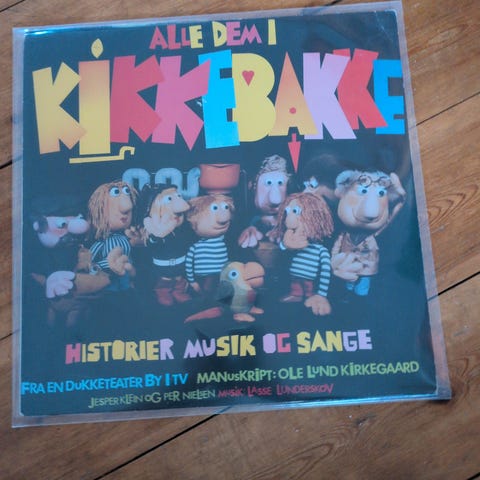 ALLE DEM I
KIKKEBAKKE
HISTORIER MUSIK OG SANGE
FRA EN DUKKETEATER BY I TV MANUSKRIPT: OLE LUND KIRKEGAARD
JESPER KLEIN OG PER NIELSEN MUSIK: LASSE LUNDERSKOV